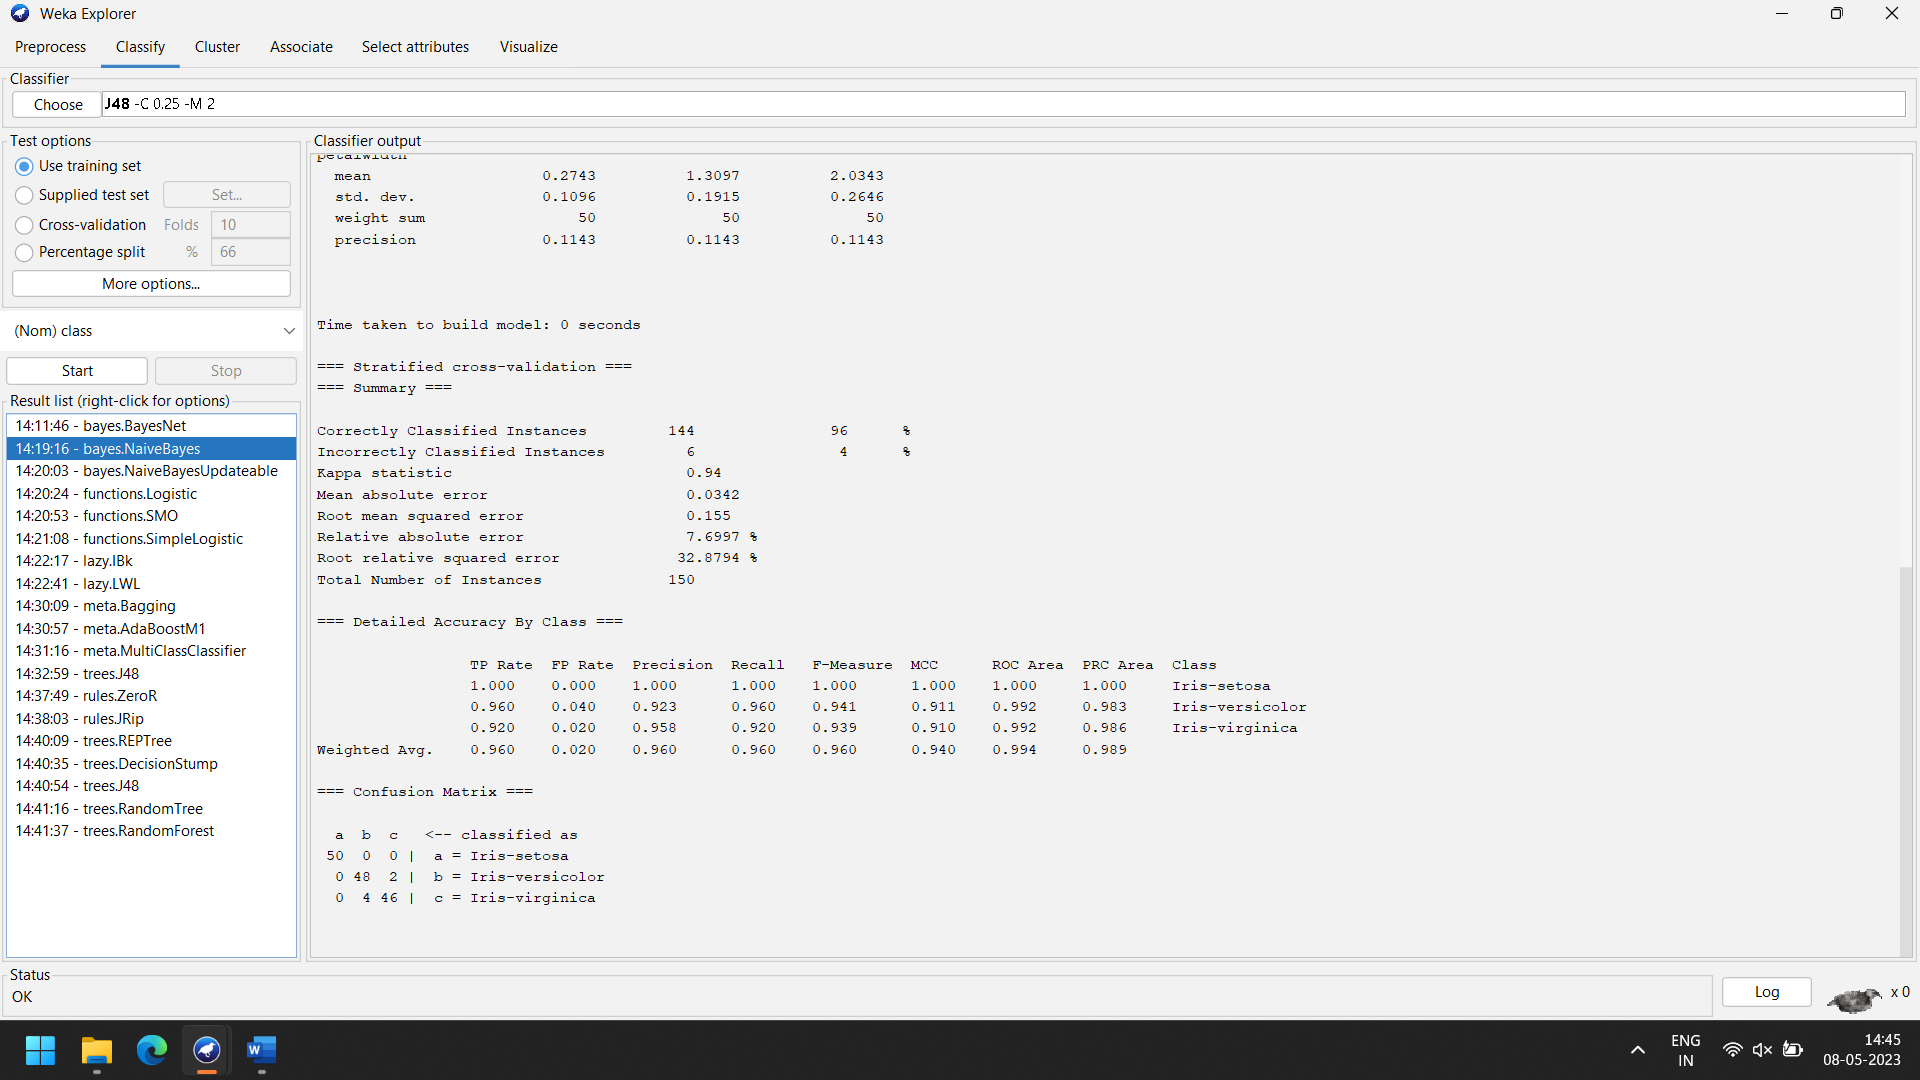 Weka Explorer
Preprocess Classify Cluster Associate Select attributes Visualize
Classifier
Choose J48 -C 0.25 -M 2
Test options
Use training set
Supplied test set Set...
Cross-validation Folds 10
Percentage split % 66
More options...
(Nom) class
Start Stop
Result list (right-click for options)
14:11:46 - bayes.BayesNet
14:19:16 - bayes.NaiveBayes
14:20:03 - bayes.NaiveBayesUpdateable
14:20:24 - functions.Logistic
14:20:53 - functions.SMO
14:21:08 - functions.SimpleLogistic
14:22:17 - lazy.IBk
14:22:41 - lazy.LWL
14:30:09 - meta.Bagging
14:30:57 - meta.AdaBoostM1
14:31:16 - meta.MultiClassClassifier
14:32:59 - trees.J48
14:37:49 - rules.ZeroR
14:38:03 - rules.JRip
14:40:09 - trees.REPTree
14:40:35 - trees.DecisionStump
14:40:54 - trees.J48
14:41:16 - trees.RandomTree
14:41:37 - trees.RandomForest
Classifier output
petalwidth
mean 0.2743 1.3097 2.0343
std. dev. 0.1096 0.1915 0.2646
weight sum 50 50 50
precision 0.1143 0.1143 0.1143
Time taken to build model: 0 seconds
=== Stratified cross-validation ===
=== Summary ===
Correctly Classified Instances 144 96 %
Incorrectly Classified Instances 6 4 %
Kappa statistic 0.94
Mean absolute error 0.0342
Root mean squared error 0.155
Relative absolute error 7.6997 %
Root relative squared error 32.8794 %
Total Number of Instances 150
=== Detailed Accuracy By Class ===
TP Rate FP Rate Precision Recall F-Measure MCC ROC Area PRC Area Class
1.000 0.000 1.000 1.000 1.000 1.000 1.000 1.000 Iris-setosa
0.960 0.040 0.923 0.960 0.941 0.911 0.992 0.983 Iris-versicolor
0.920 0.020 0.958 0.920 0.939 0.910 0.992 0.986 Iris-virginica
Weighted Avg. 0.960 0.020 0.960 0.960 0.960 0.940 0.994 0.989
=== Confusion Matrix ===
a b c <-- classified as
50 0 0 | a = Iris-setosa
0 48 2 | b = Iris-versicolor
0 4 46 | c = Iris-virginica
Status
OK
Log x 0
W
ENG
IN
14:45
08-05-2023